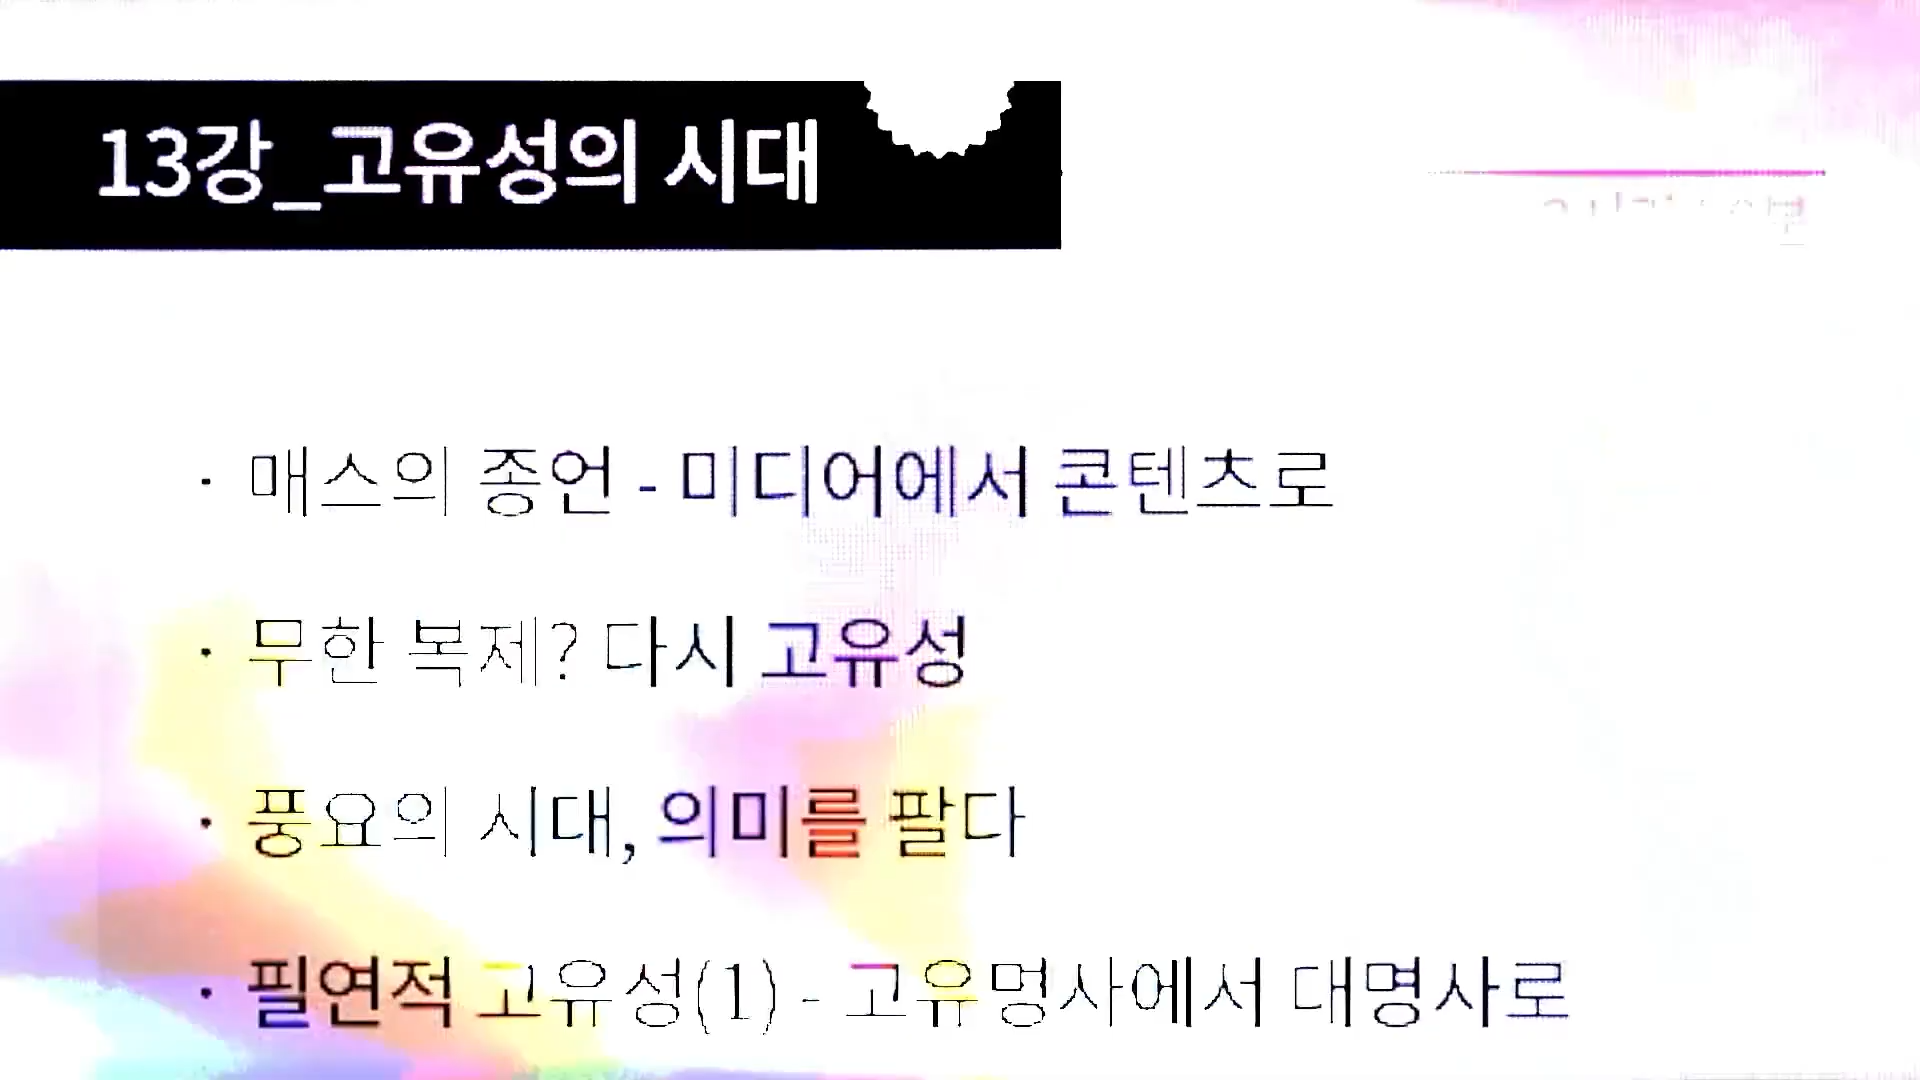 13강_고유성의 시대
· 매스의 종언 - 미디어에서 콘텐츠로
· 무한 복제? 다시 고유성
· 풍요의 시대, 의미를 팔다
· 필연적 고유성(1) - 고유명사에서 대명사로